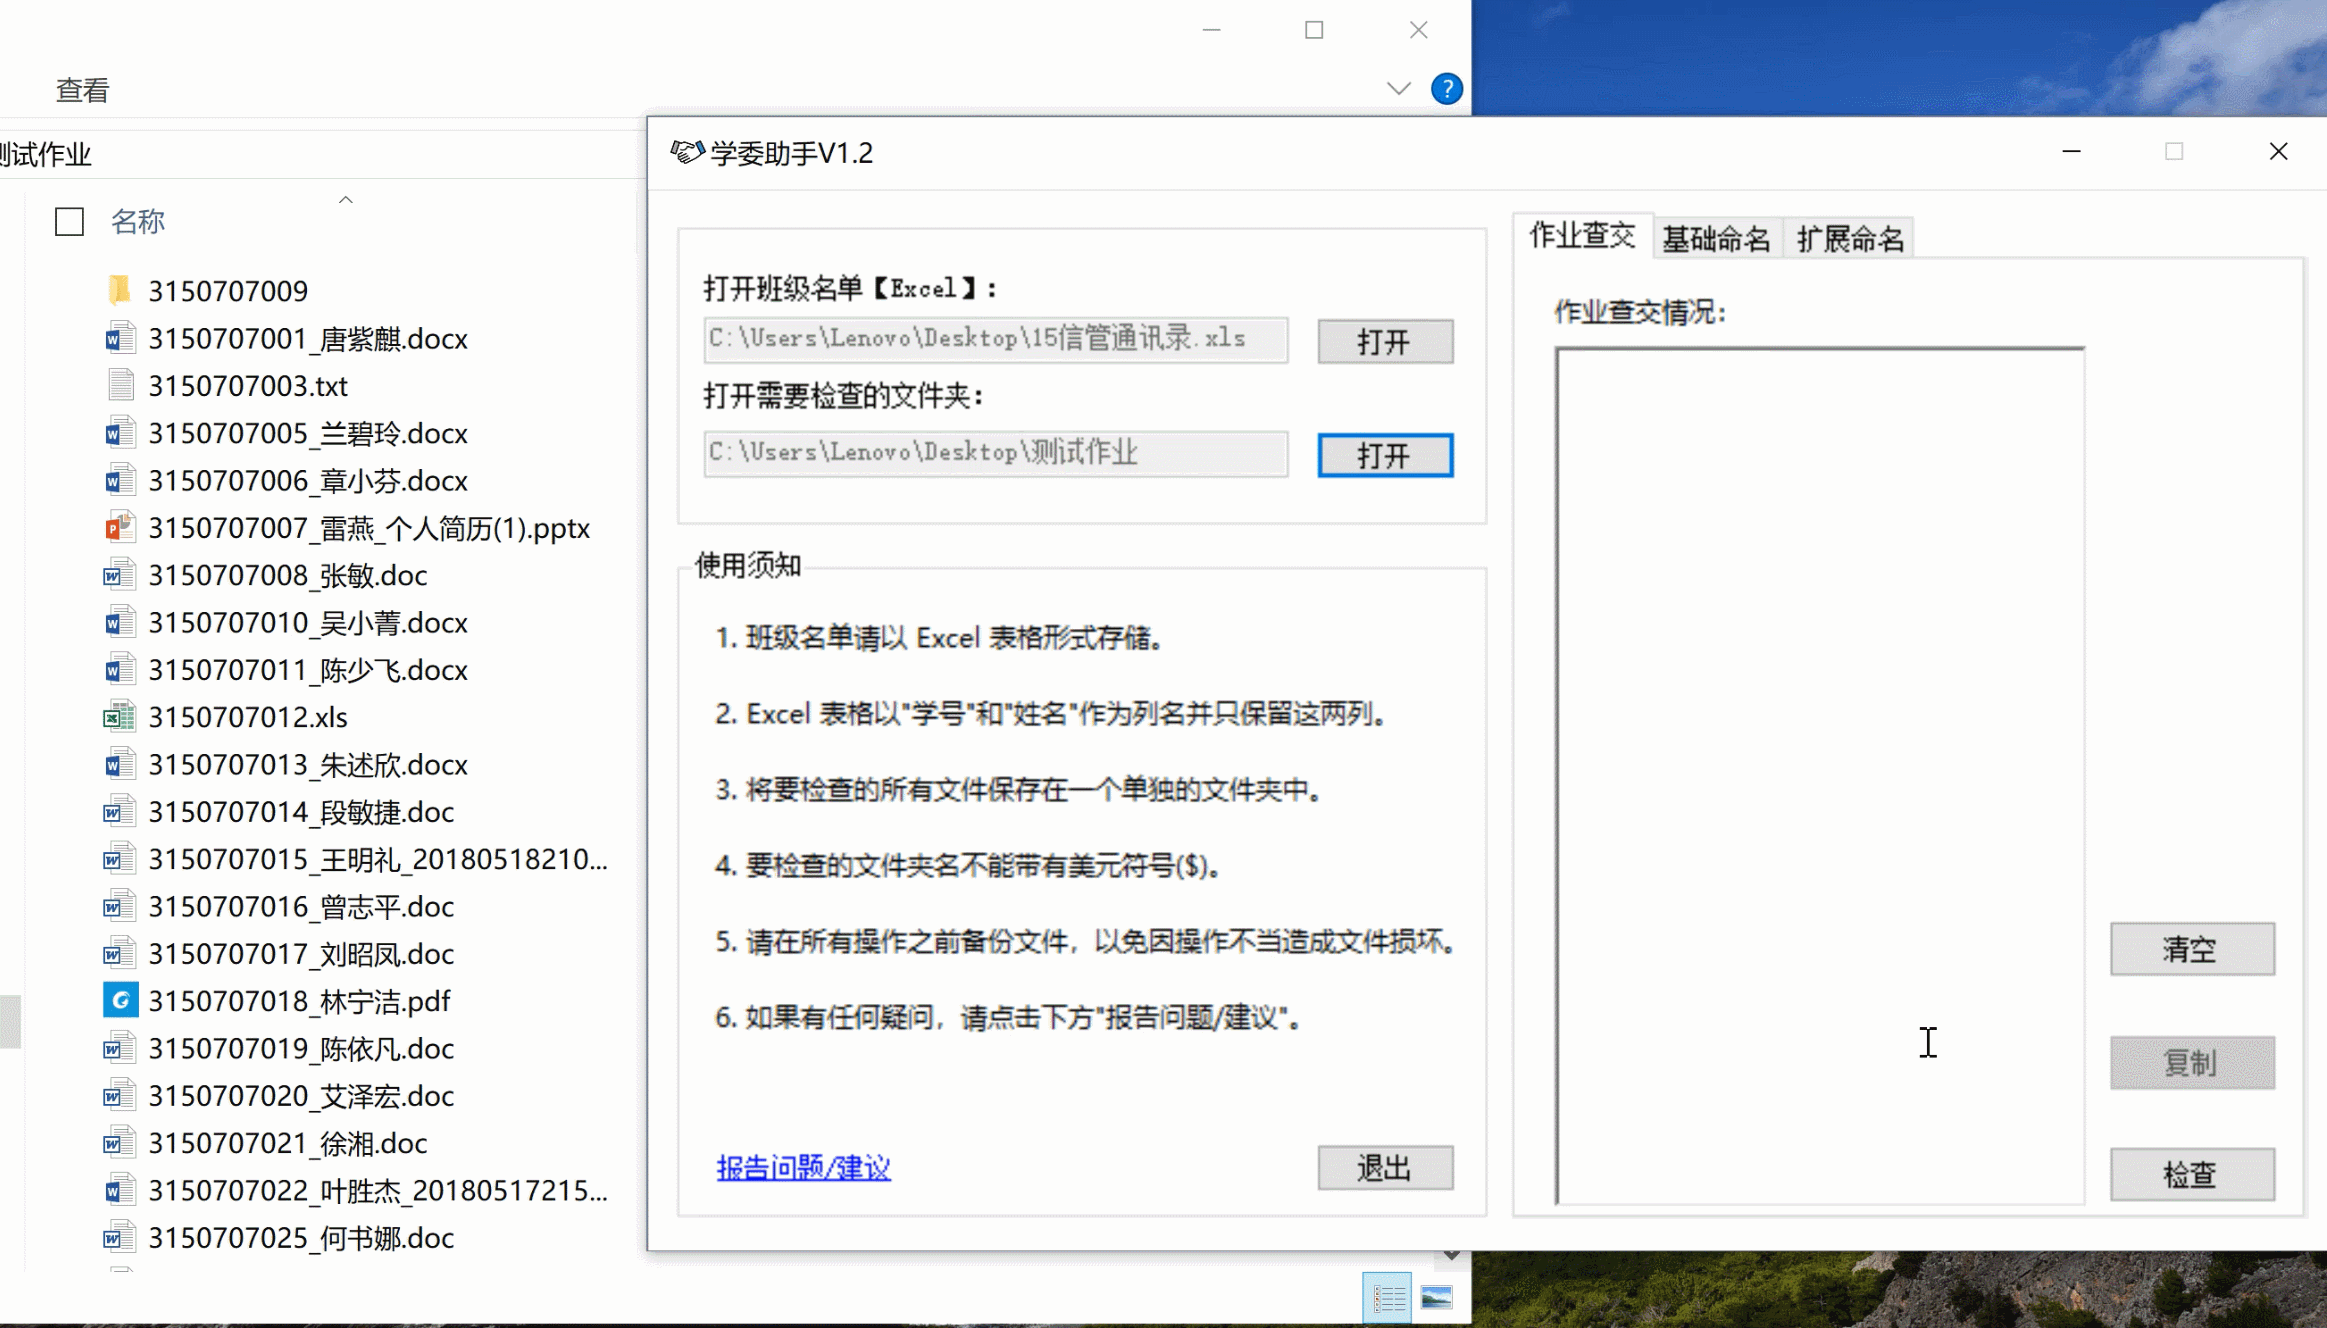 查看
?
测试作业
名称
3150707009
3150707001_唐紫麒.docx
3150707003.txt
3150707005_兰碧玲.docx
3150707006_章小芬.docx
3150707007_雷燕_个人简历(1).pptx
3150707008_张敏.doc
3150707010_吴小菁.docx
3150707011_陈少飞.docx
3150707012.xls
3150707013_朱述欣.docx
3150707014_段敏捷.doc
3150707015_王明礼_20180518210...
3150707016_曾志平.doc
3150707017_刘昭凤.doc
3150707018_林宁洁.pdf
3150707019_陈依凡.doc
3150707020_艾泽宏.doc
3150707021_徐湘.doc
3150707022_叶胜杰_20180517215...
3150707025_何书娜.doc
学委助手V1.2
打开班级名单【Excel】:
C:\Users\Lenovo\Desktop\15信管通讯录.xls
打开
打开需要检查的文件夹:
C:\Users\Lenovo\Desktop\测试作业
打开
使用须知
1. 班级名单请以 Excel 表格形式存储。
2. Excel 表格以"学号"和"姓名"作为列名并只保留这两列。
3. 将要检查的所有文件保存在一个单独的文件夹中。
4. 要检查的文件夹名不能带有美元符号($)。
5. 请在所有操作之前备份文件，以免因操作不当造成文件损坏。
6. 如果有任何疑问，请点击下方"报告问题/建议"。
报告问题/建议
退出
作业查交
基础命名
扩展命名
作业查交情况:
清空
复制
检查